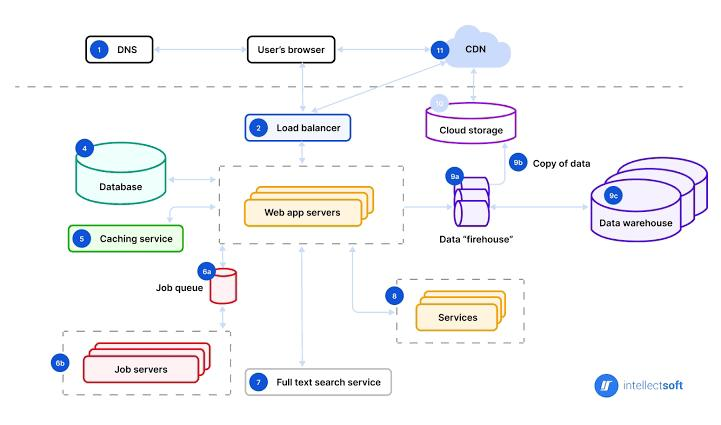 1 DNS
User's browser
11 CDN
2 Load balancer
10
Cloud storage
4
Database
9a
9b Copy of data
9c
Data warehouse
Web app servers
5 Caching service
Data "firehouse"
6a
Job queue
8
Services
6b
Job servers
7 Full text search service
intellectsoft